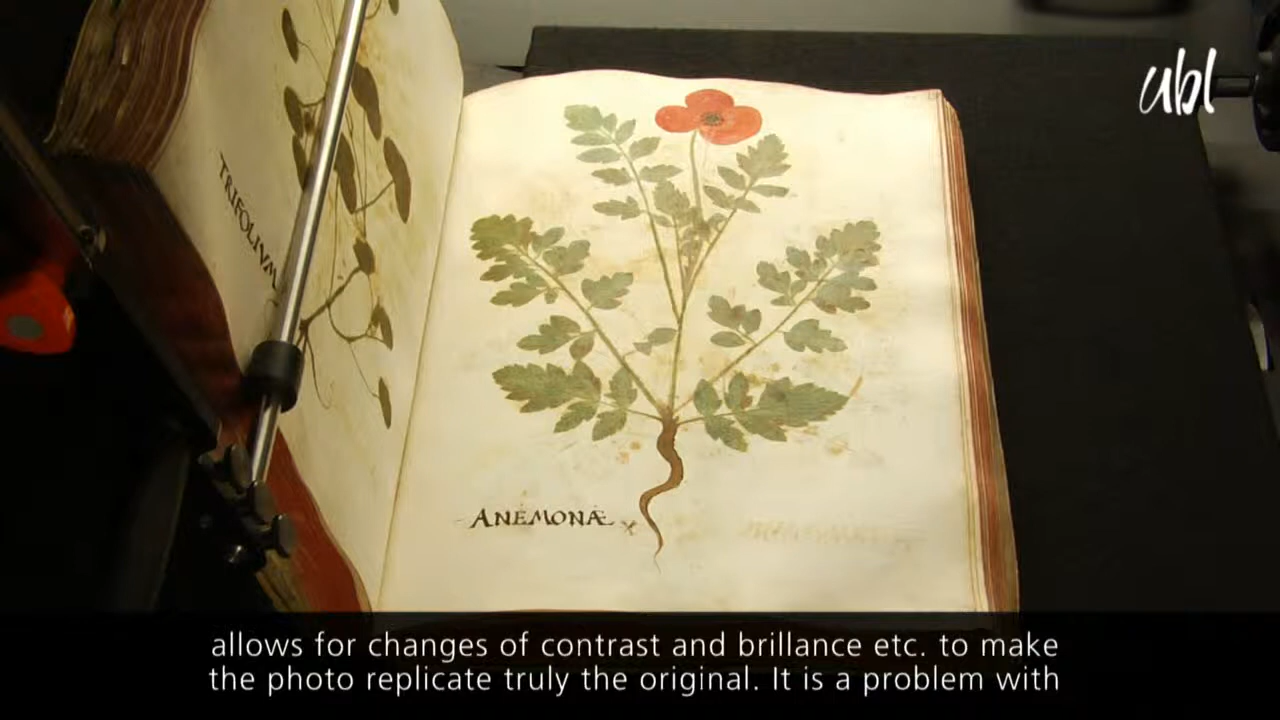 ubl
TRIFOLIVM
ANEMONÆ
allows for changes of contrast and brillance etc. to make
the photo replicate truly the original. It is a problem with